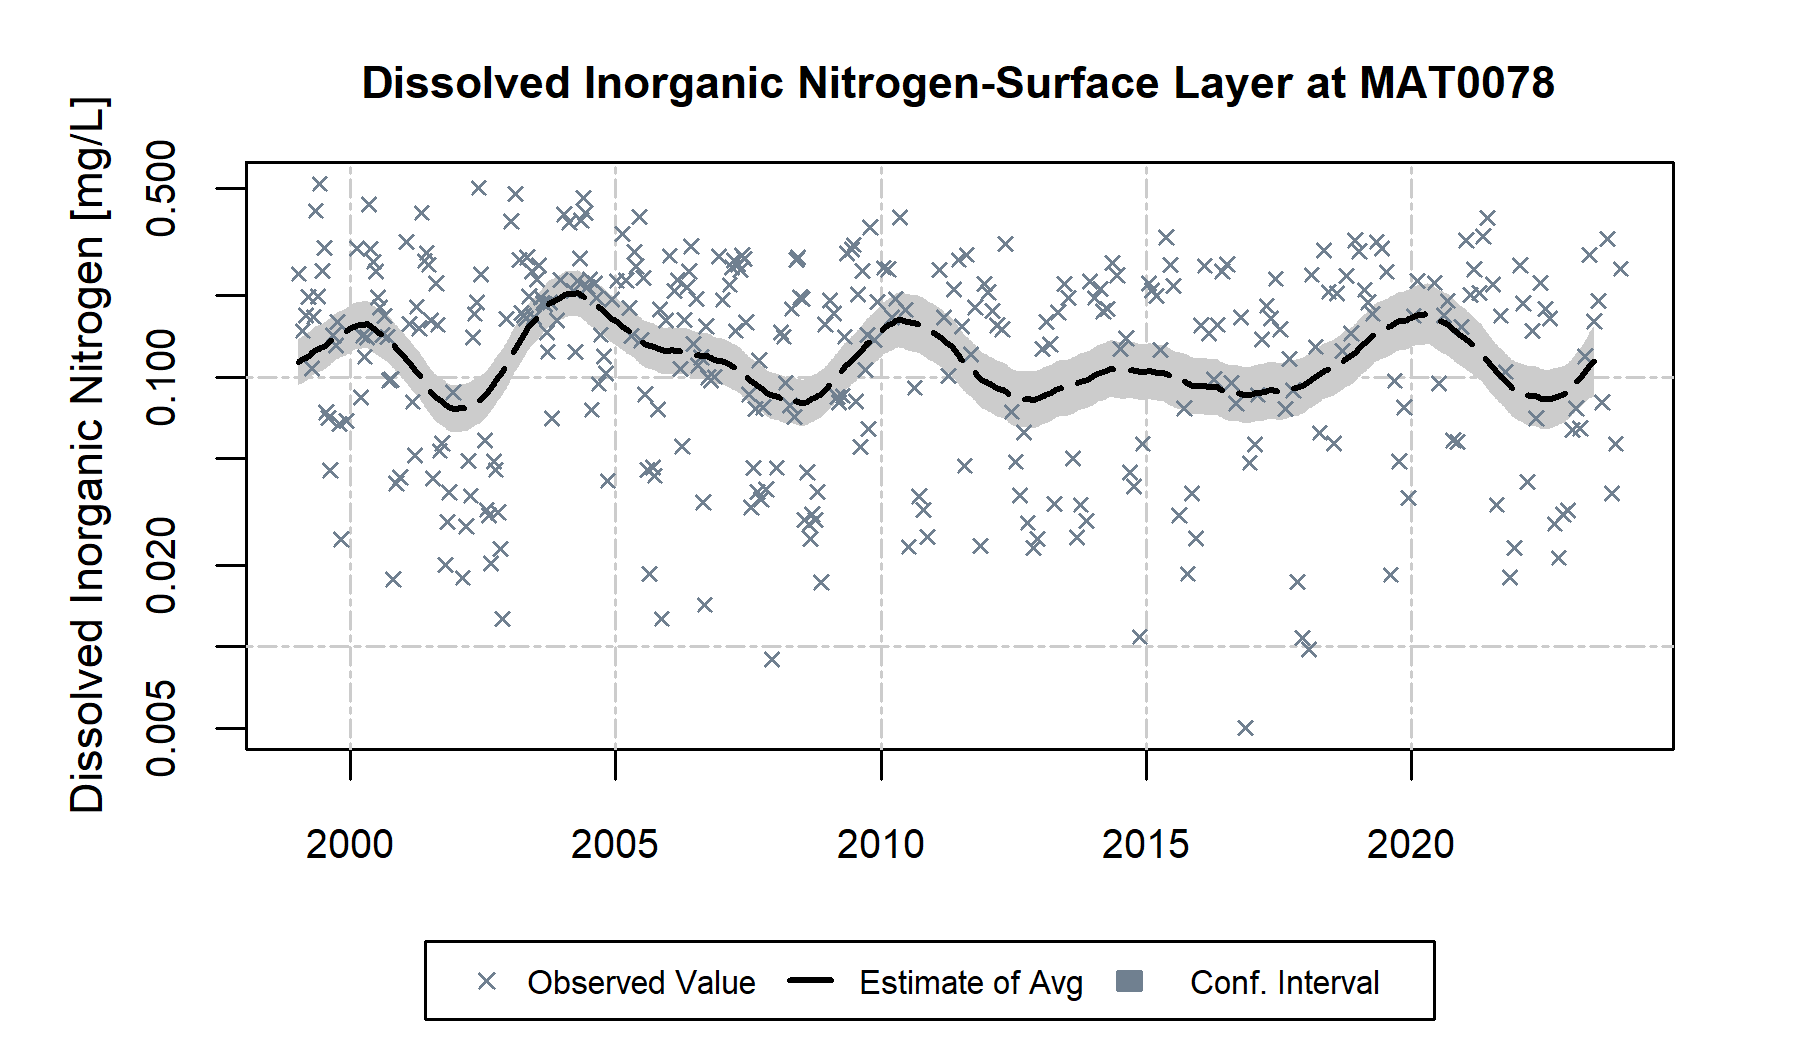 Dissolved Inorganic Nitrogen-Surface Layer at MAT0078
Dissolved Inorganic Nitrogen [mg/L]
0.500
0.100
0.020
0.005
2000 2005 2010 2015 2020
Observed Value Estimate of Avg Conf. Interval